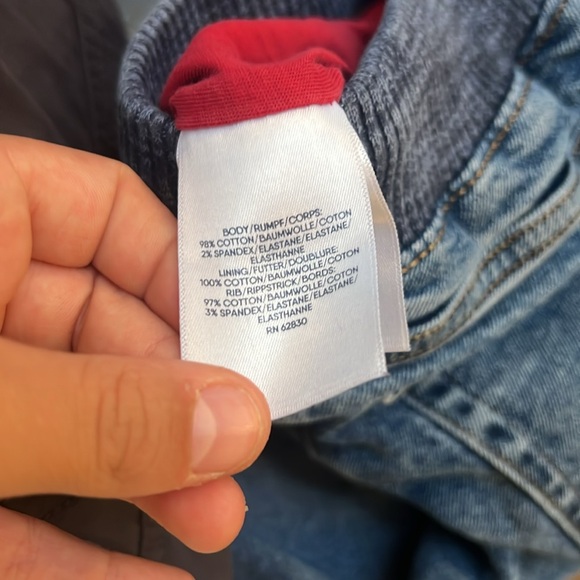 BODY/RUMPF/CORPS:
98% COTTON/BAUMWOLLE/COTON
2% SPANDEX/ELASTANE/ELASTANE/
ELASTHANNE
LINING/FUTTER/DOUBLURE:
100% COTTON/BAUMWOLLE/COTON
RIB/RIPPSTRICK/BORDS:
97% COTTON/BAUMWOLLE/COTON
3% SPANDEX/ELASTANE/ELASTANE/
ELASTHANNE
RN 62830